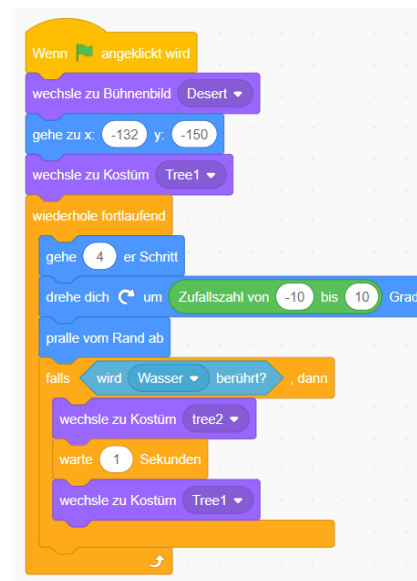 Wenn angeklickt wird
wechsle zu Bühnenbild Desert
gehe zu x: -132 y: -150
wechsle zu Kostüm Tree1
wiederhole fortlaufend
gehe 4 er Schritt
drehe dich um Zufallszahl von -10 bis 10 Grad
pralle vom Rand ab
falls wird Wasser berührt? , dann
wechsle zu Kostüm tree2
warte 1 Sekunden
wechsle zu Kostüm Tree1